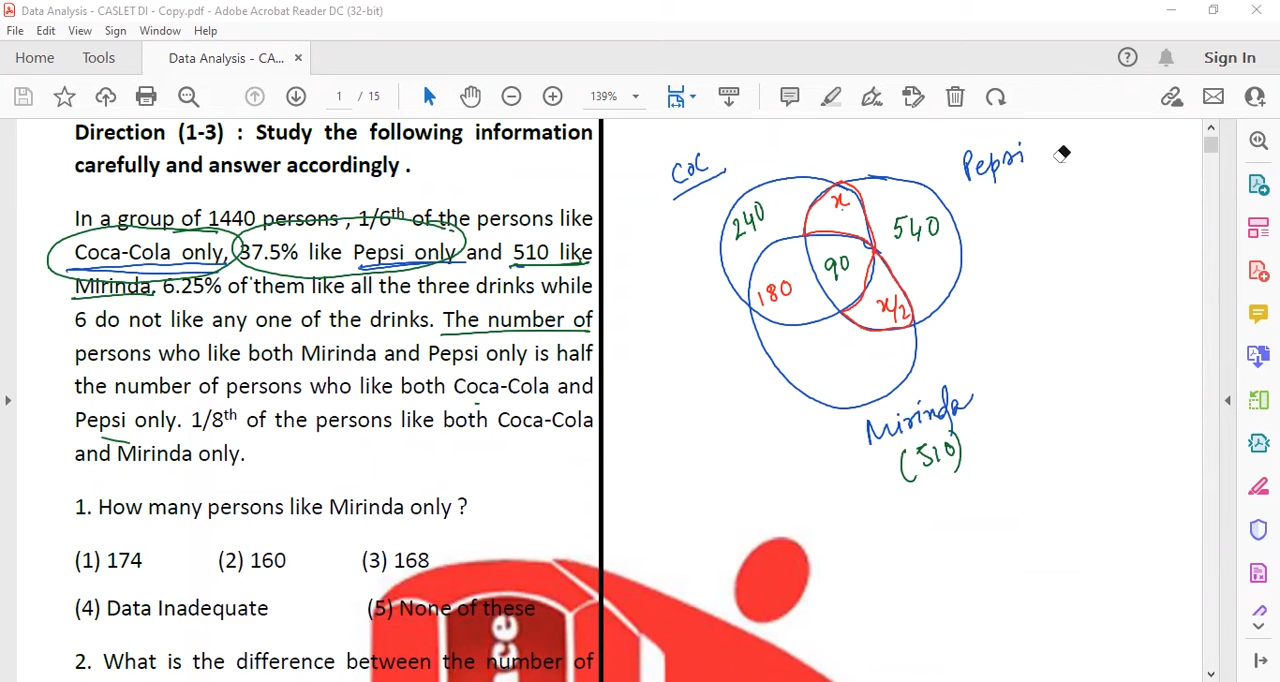 Data Analysis - CASLET DI - Copy.pdf - Adobe Acrobat Reader DC (32-bit)
File Edit View Sign Window Help
Home Tools Data Analysis - CA... × Sign In
1 / 15 139%
Direction (1-3) : Study the following information
carefully and answer accordingly .
In a group of 1440 persons , 1/6th of the persons like
Coca-Cola only, 37.5% like Pepsi only and 510 like
Mirinda. 6.25% of them like all the three drinks while
6 do not like any one of the drinks. The number of
persons who like both Mirinda and Pepsi only is half
the number of persons who like both Coca-Cola and
Pepsi only. 1/8th of the persons like both Coca-Cola
and Mirinda only.
1. How many persons like Mirinda only ?
(1) 174 (2) 160 (3) 168
(4) Data Inadequate (5) None of these
2. What is the difference between the number of
CoC
Pepsi
240
x
540
90
180
x/2
Mirinda
(510)